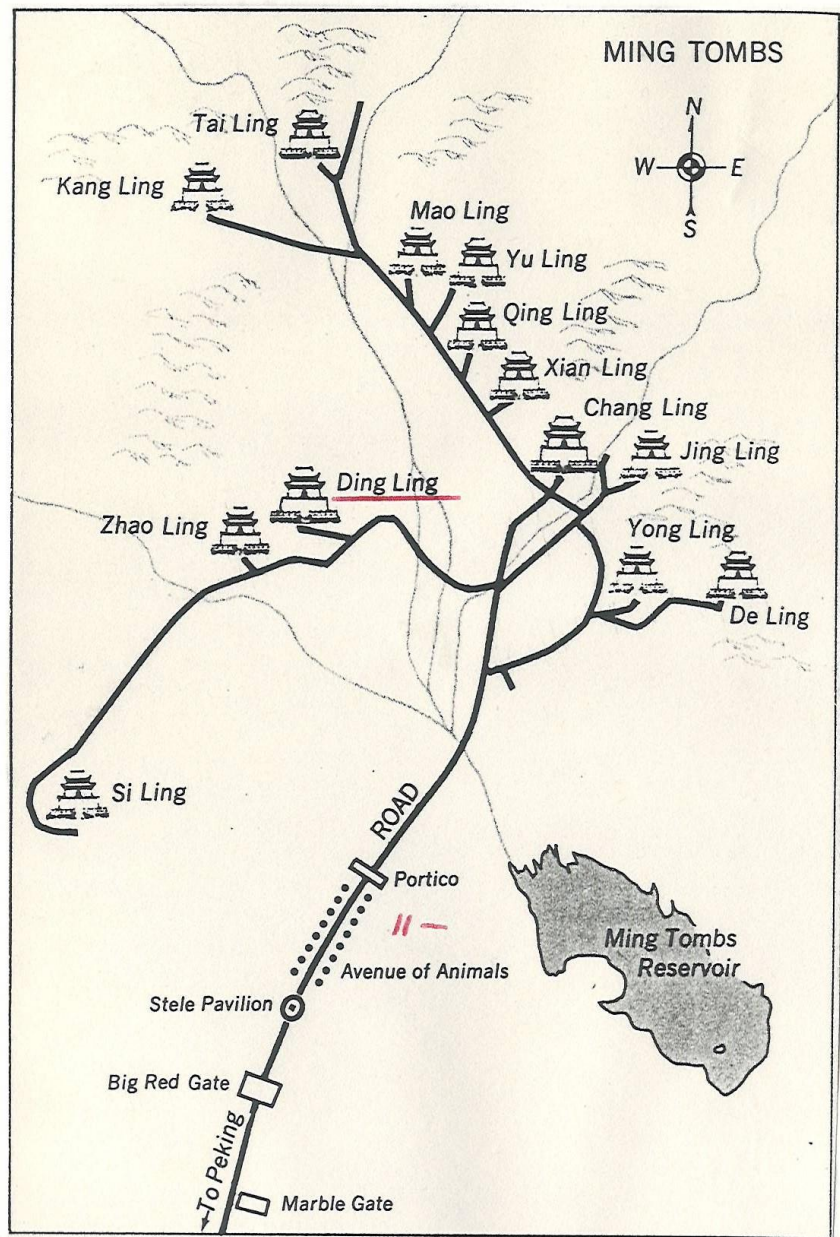 MING TOMBS
N
W E
S
Tai Ling
Kang Ling
Mao Ling
Yu Ling
Qing Ling
Xian Ling
Chang Ling
Jing Ling
Ding Ling
Zhao Ling
Yong Ling
De Ling
Si Ling
ROAD
Portico
11 -
Ming Tombs
Reservoir
Avenue of Animals
Stele Pavilion
Big Red Gate
To Peking
Marble Gate